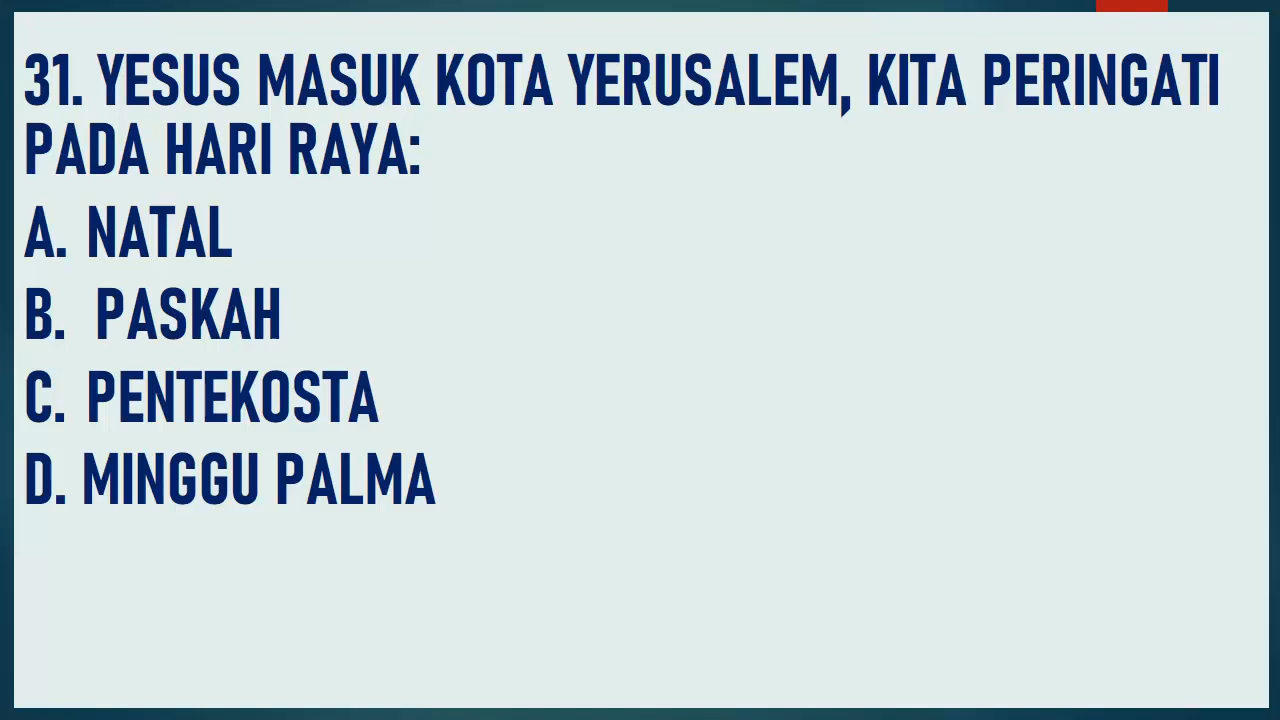 31. YESUS MASUK KOTA YERUSALEM, KITA PERINGATI
PADA HARI RAYA:
A. NATAL
B. PASKAH
C. PENTEKOSTA
D. MINGGU PALMA